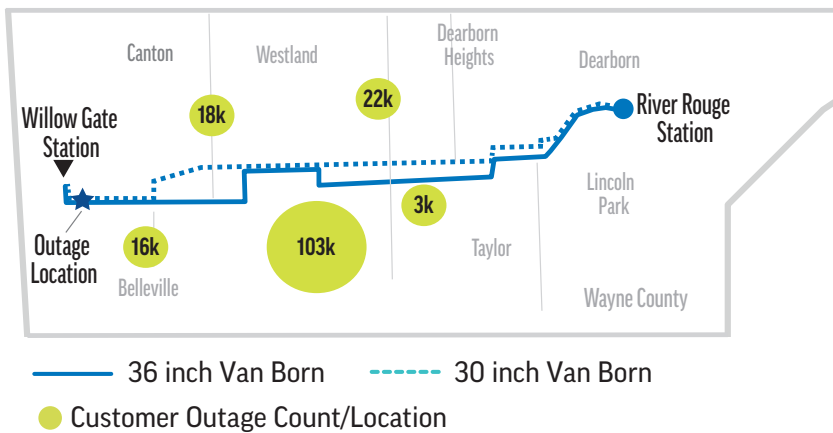 Canton
Westland
Dearborn
Heights
Dearborn
18k
22k
Willow Gate
Station
River Rouge
Station
Outage
Location
16k
103k
3k
Lincoln
Park
Taylor
Belleville
Wayne County
36 inch Van Born
30 inch Van Born
Customer Outage Count/Location